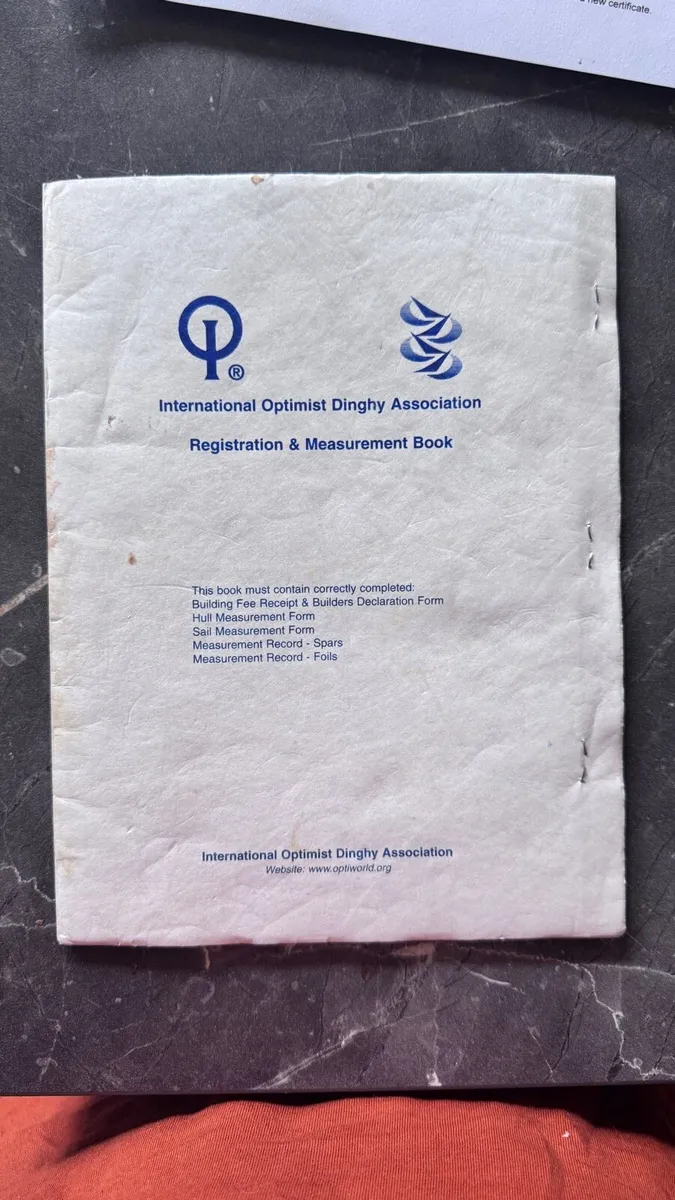 new certificate.
®
International Optimist Dinghy Association
Registration & Measurement Book
This book must contain correctly completed:
Building Fee Receipt & Builders Declaration Form
Hull Measurement Form
Sail Measurement Form
Measurement Record - Spars
Measurement Record - Foils
International Optimist Dinghy Association
Website: www.optiworld.org